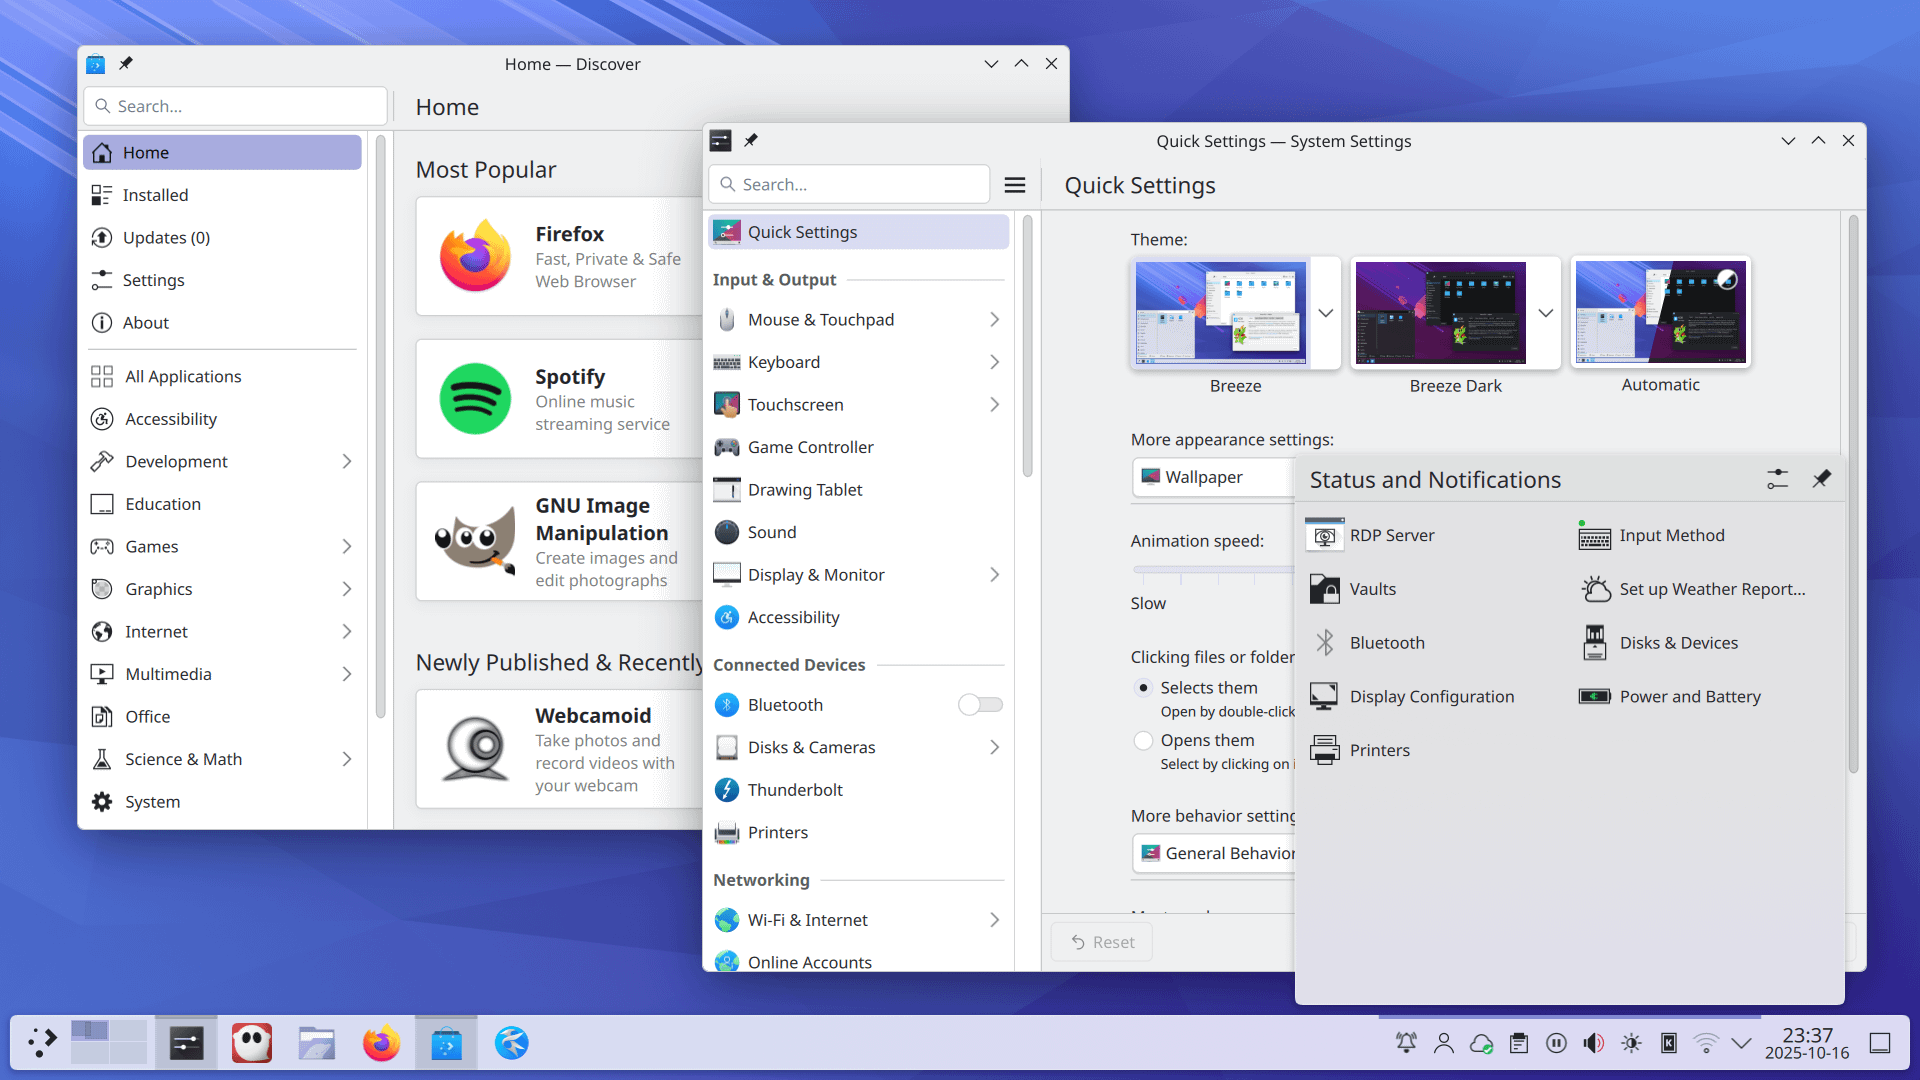 Home — Discover
Search...
Home
Home
Installed
Updates (0)
Settings
About
All Applications
Accessibility
Development
Education
Games
Graphics
Internet
Multimedia
Office
Science & Math
System
Most Popular
Firefox
Fast, Private & Safe
Web Browser
Spotify
Online music
streaming service
GNU Image
Manipulation
Create images and
edit photographs
Newly Published & Recently
Webcamoid
Take photos and
record videos with
your webcam
Quick Settings — System Settings
Search...
Quick Settings
Quick Settings
Input & Output
Mouse & Touchpad
Keyboard
Touchscreen
Game Controller
Drawing Tablet
Sound
Display & Monitor
Accessibility
Connected Devices
Bluetooth
Disks & Cameras
Thunderbolt
Printers
Networking
Wi-Fi & Internet
Online Accounts
Theme:
Breeze
Breeze Dark
Automatic
More appearance settings:
Wallpaper
Animation speed:
Slow
Clicking files or folder
Selects them
Open by double-click
Opens them
Select by clicking on
More behavior setting
General Behavior
Reset
Status and Notifications
RDP Server
Input Method
Vaults
Set up Weather Report...
Bluetooth
Disks & Devices
Display Configuration
Power and Battery
Printers
23:37
2025-10-16